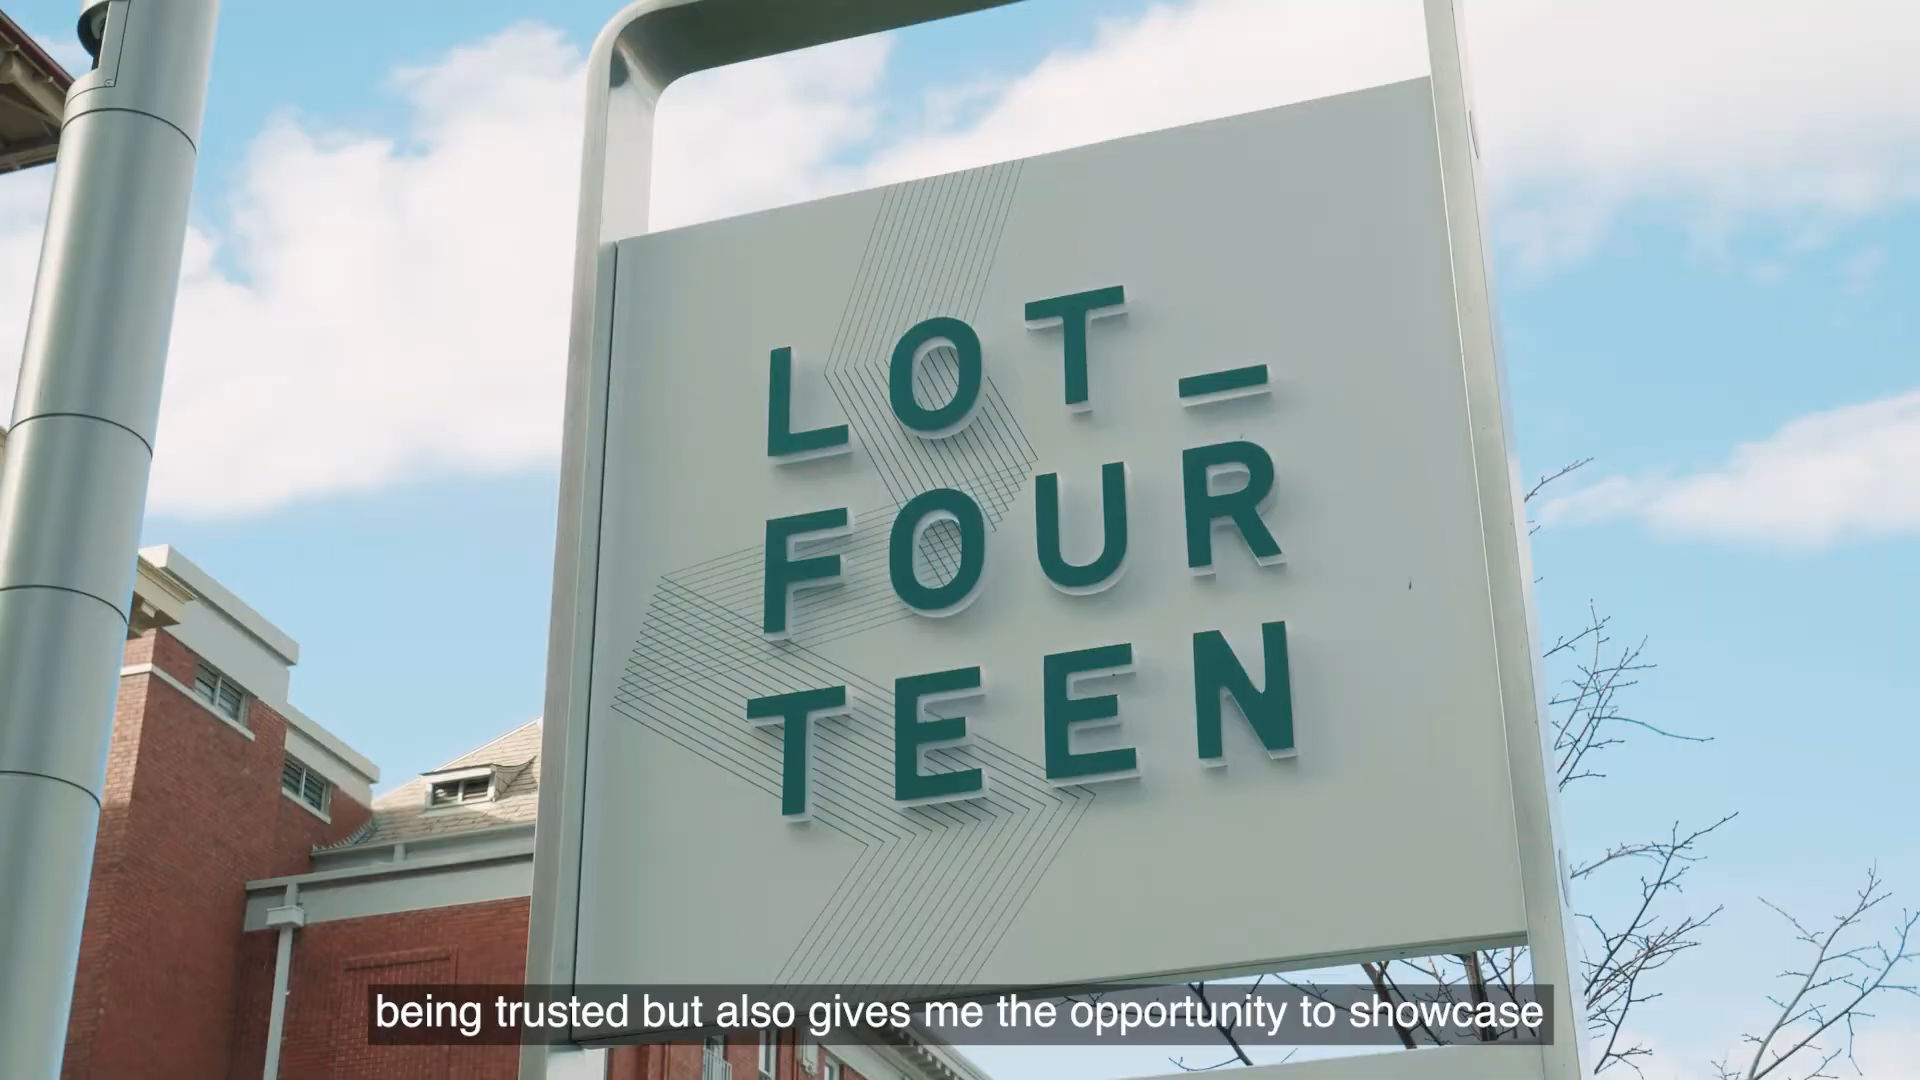 LOT_
FOUR
TEEN
being trusted but also gives me the opportunity to showcase